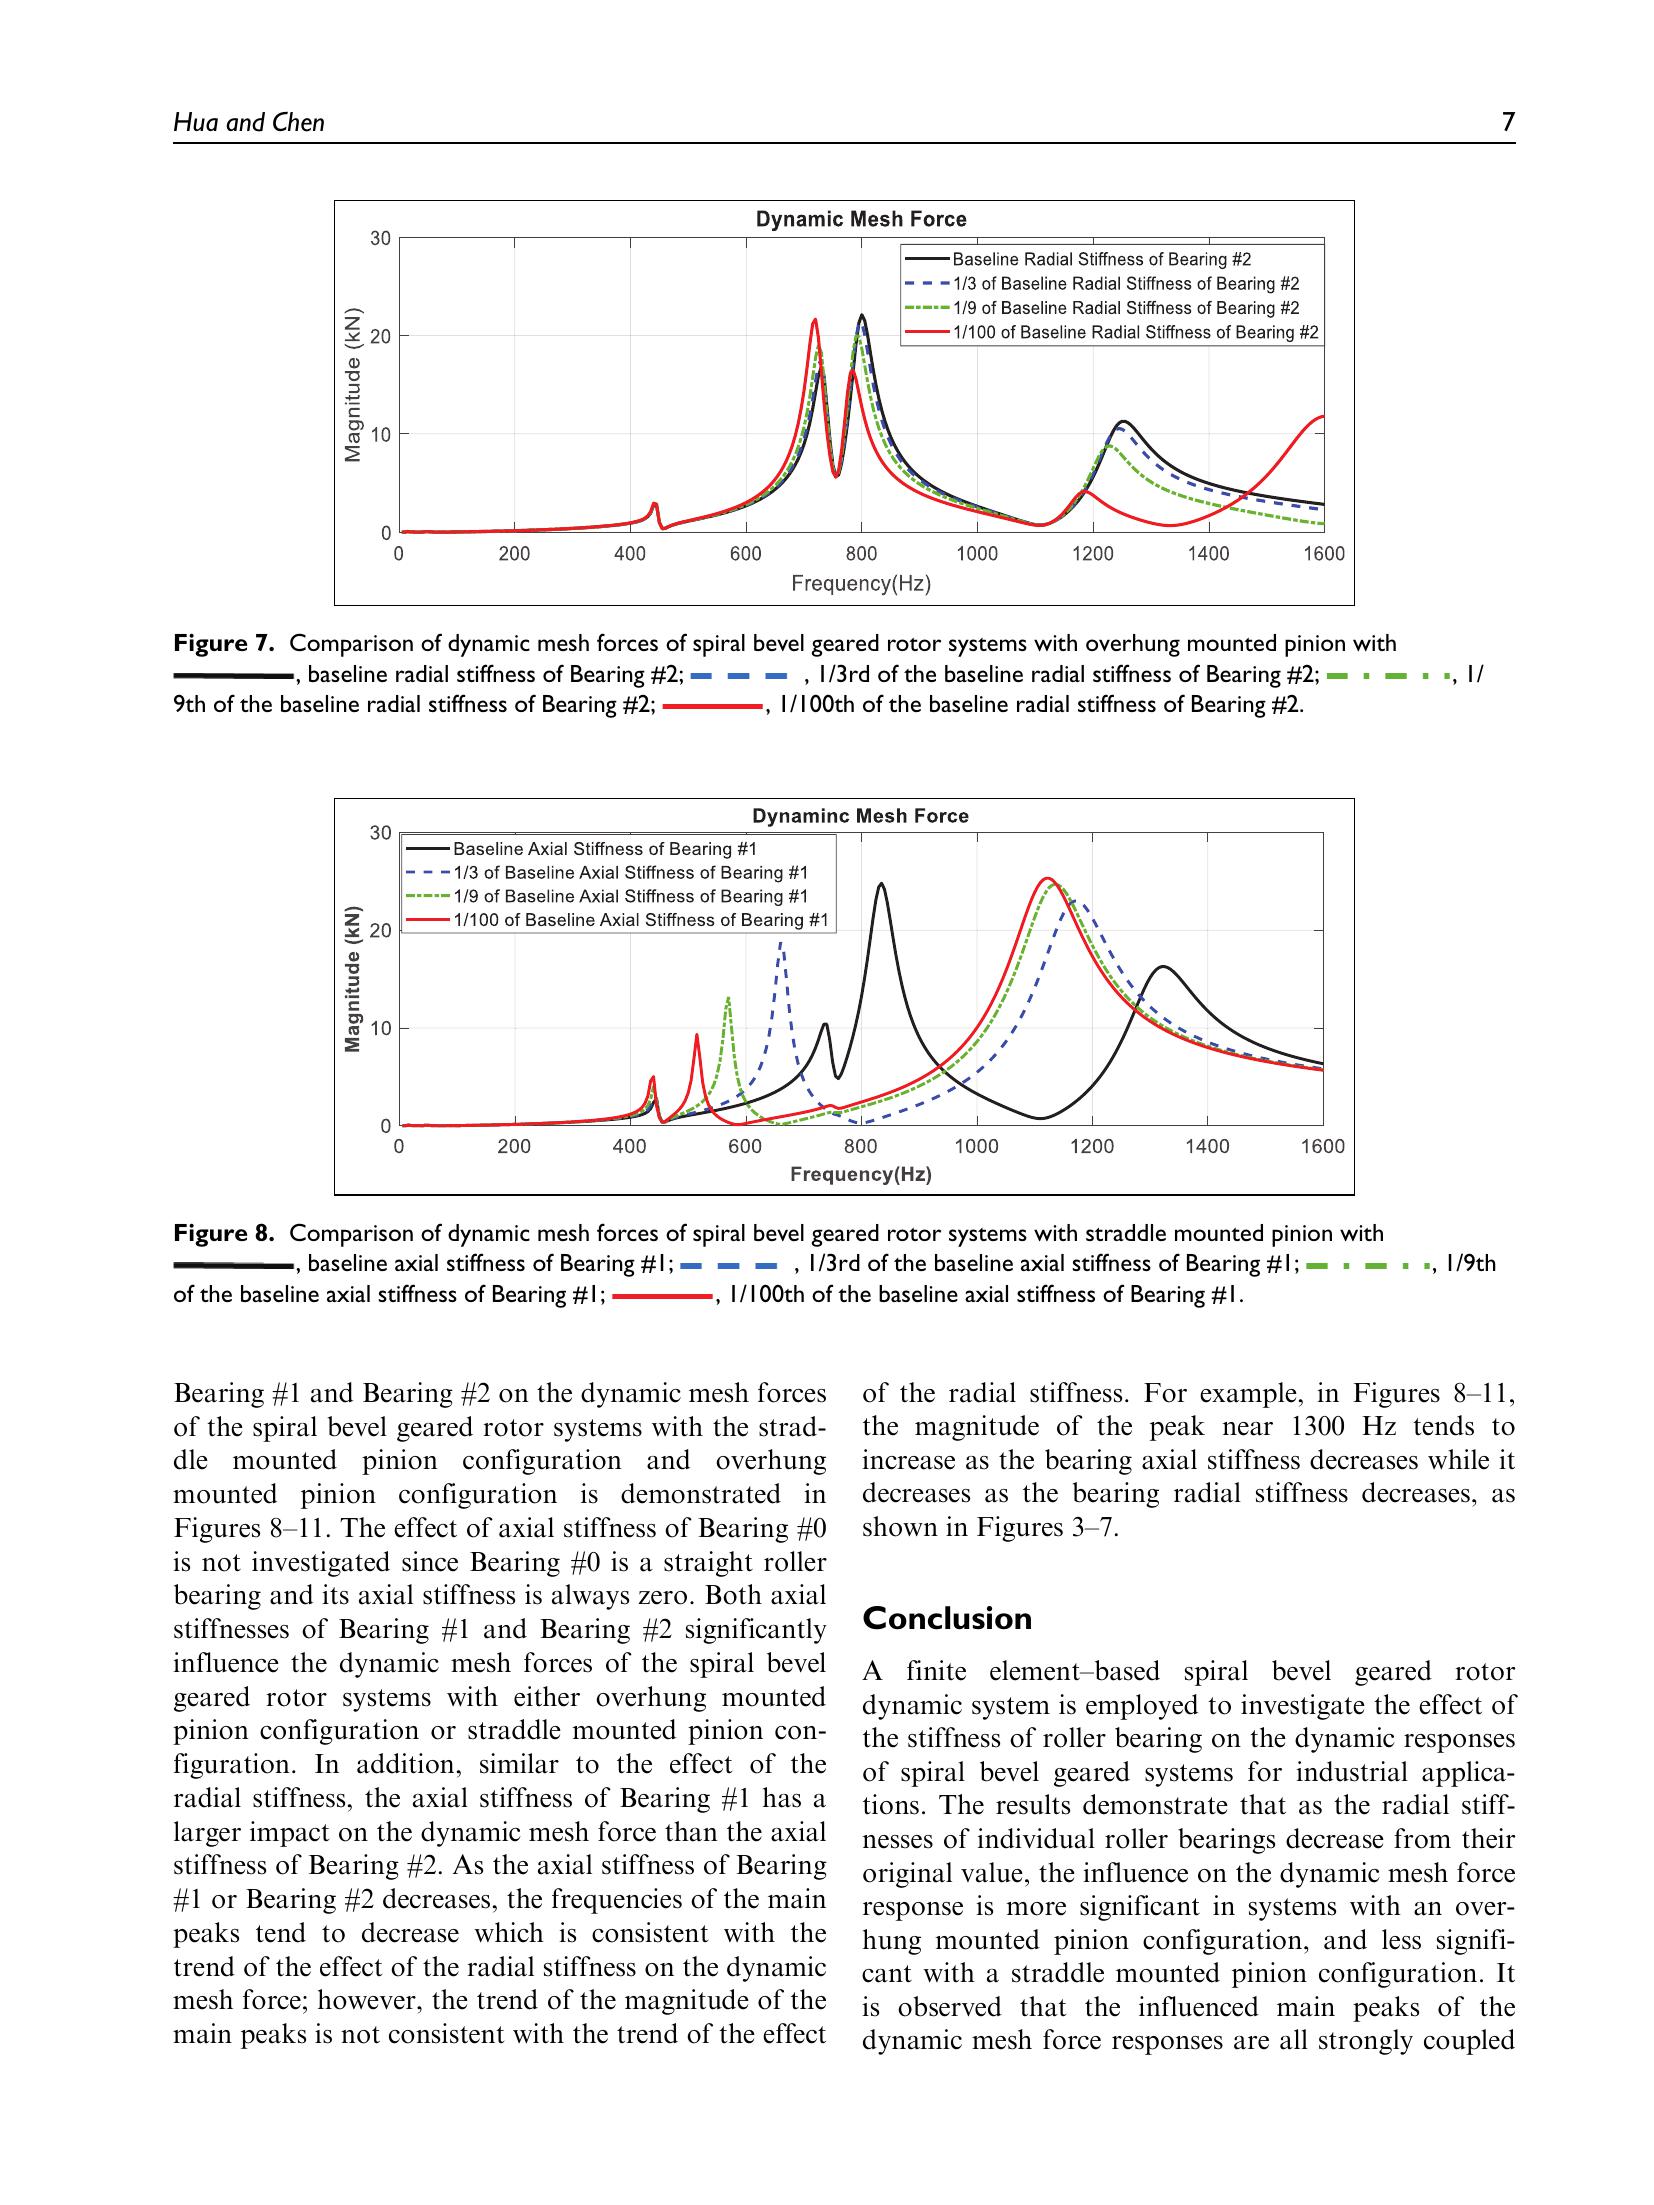 Hua and Chen 7
Dynamic Mesh Force
30
20
10
0
Magnitude (kN)
Baseline Radial Stiffness of Bearing #2
1/3 of Baseline Radial Stiffness of Bearing #2
1/9 of Baseline Radial Stiffness of Bearing #2
1/100 of Baseline Radial Stiffness of Bearing #2
0 200 400 600 800 1000 1200 1400 1600
Frequency(Hz)
Figure 7. Comparison of dynamic mesh forces of spiral bevel geared rotor systems with overhung mounted pinion with
, baseline radial stiffness of Bearing #2; , 1/3rd of the baseline radial stiffness of Bearing #2; , 1/
9th of the baseline radial stiffness of Bearing #2; , 1/100th of the baseline radial stiffness of Bearing #2.
Dynaminc Mesh Force
30
20
10
0
Magnitude (kN)
Baseline Axial Stiffness of Bearing #1
1/3 of Baseline Axial Stiffness of Bearing #1
1/9 of Baseline Axial Stiffness of Bearing #1
1/100 of Baseline Axial Stiffness of Bearing #1
0 200 400 600 800 1000 1200 1400 1600
Frequency(Hz)
Figure 8. Comparison of dynamic mesh forces of spiral bevel geared rotor systems with straddle mounted pinion with
, baseline axial stiffness of Bearing #1; , 1/3rd of the baseline axial stiffness of Bearing #1; , 1/9th
of the baseline axial stiffness of Bearing #1; , 1/100th of the baseline axial stiffness of Bearing #1.
Bearing #1 and Bearing #2 on the dynamic mesh forces
of the spiral bevel geared rotor systems with the strad-
dle mounted pinion configuration and overhung
mounted pinion configuration is demonstrated in
Figures 8–11. The effect of axial stiffness of Bearing #0
is not investigated since Bearing #0 is a straight roller
bearing and its axial stiffness is always zero. Both axial
stiffnesses of Bearing #1 and Bearing #2 significantly
influence the dynamic mesh forces of the spiral bevel
geared rotor systems with either overhung mounted
pinion configuration or straddle mounted pinion con-
figuration. In addition, similar to the effect of the
radial stiffness, the axial stiffness of Bearing #1 has a
larger impact on the dynamic mesh force than the axial
stiffness of Bearing #2. As the axial stiffness of Bearing
#1 or Bearing #2 decreases, the frequencies of the main
peaks tend to decrease which is consistent with the
trend of the effect of the radial stiffness on the dynamic
mesh force; however, the trend of the magnitude of the
main peaks is not consistent with the trend of the effect
of the radial stiffness. For example, in Figures 8–11,
the magnitude of the peak near 1300 Hz tends to
increase as the bearing axial stiffness decreases while it
decreases as the bearing radial stiffness decreases, as
shown in Figures 3–7.
Conclusion
A finite element–based spiral bevel geared rotor
dynamic system is employed to investigate the effect of
the stiffness of roller bearing on the dynamic responses
of spiral bevel geared systems for industrial applica-
tions. The results demonstrate that as the radial stiff-
nesses of individual roller bearings decrease from their
original value, the influence on the dynamic mesh force
response is more significant in systems with an over-
hung mounted pinion configuration, and less signifi-
cant with a straddle mounted pinion configuration. It
is observed that the influenced main peaks of the
dynamic mesh force responses are all strongly coupled